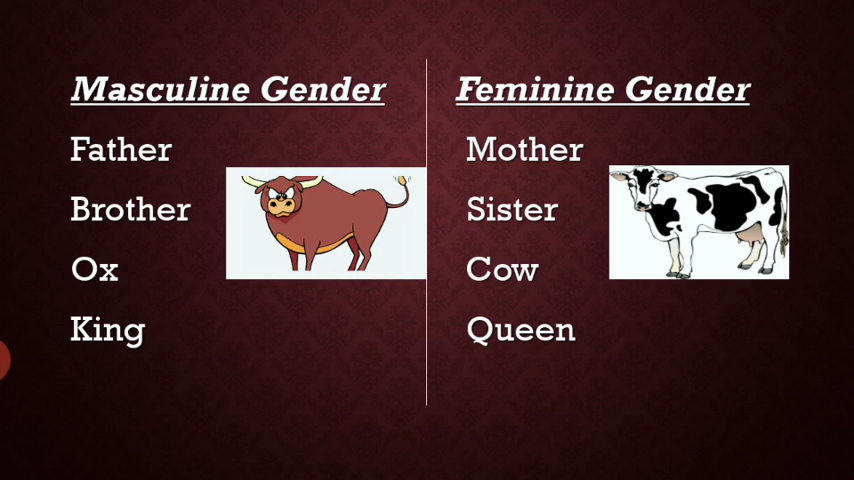 Masculine Gender
Father
Brother
Ox
King
Feminine Gender
Mother
Sister
Cow
Queen